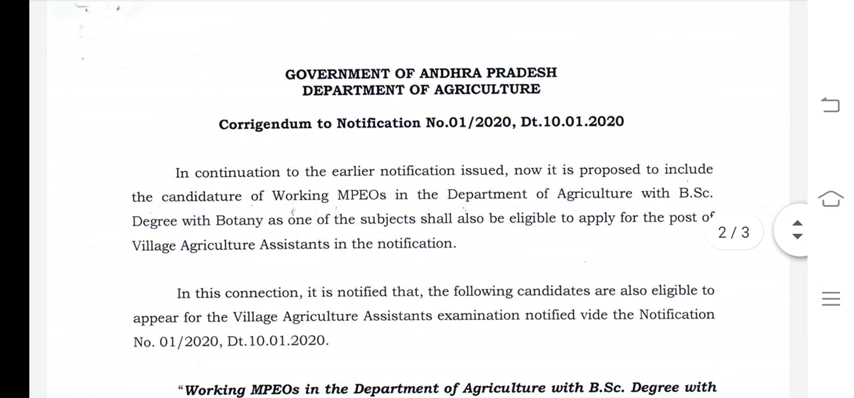 GOVERNMENT OF ANDHRA PRADESH
DEPARTMENT OF AGRICULTURE
Corrigendum to Notification No.01/2020, Dt.10.01.2020
In continuation to the earlier notification issued, now it is proposed to include
the candidature of Working MPEOs in the Department of Agriculture with B.Sc.
Degree with Botany as one of the subjects shall also be eligible to apply for the post of
2 / 3
Village Agriculture Assistants in the notification.
In this connection, it is notified that, the following candidates are also eligible to
appear for the Village Agriculture Assistants examination notified vide the Notification
No. 01/2020, Dt.10.01.2020.
“Working MPEOs in the Department of Agriculture with B.Sc. Degree with